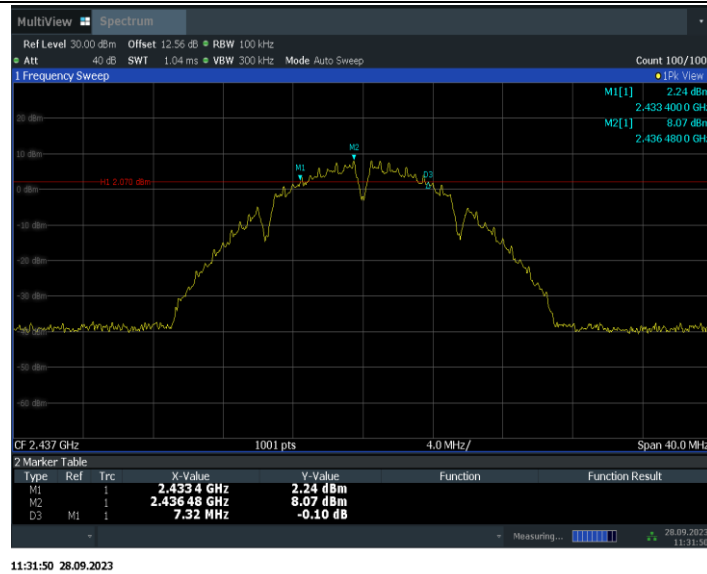 MultiView Spectrum
Ref Level 30.00 dBm Offset 12.56 dB RBW 100 kHz
Att 40 dB SWT 1.04 ms VBW 300 kHz Mode Auto Sweep Count 100/100
1 Frequency Sweep 1Pk View
M1[1] 2.24 dBm
2.433 400 0 GHz
M2[1] 8.07 dBm
2.436 480 0 GHz
20 dBm
10 dBm
M2
M1
D3
H1 2.070 dBm
0 dBm
-10 dBm
-20 dBm
-30 dBm
-50 dBm
-60 dBm
CF 2.437 GHz 1001 pts 4.0 MHz/ Span 40.0 MHz
2 Marker Table
Type Ref Trc X-Value Y-Value Function Function Result
M1 1 2.433 4 GHz 2.24 dBm
M2 1 2.436 48 GHz 8.07 dBm
D3 M1 1 7.32 MHz -0.10 dB
Measuring... 28.09.2023
11:31:50
11:31:50 28.09.2023